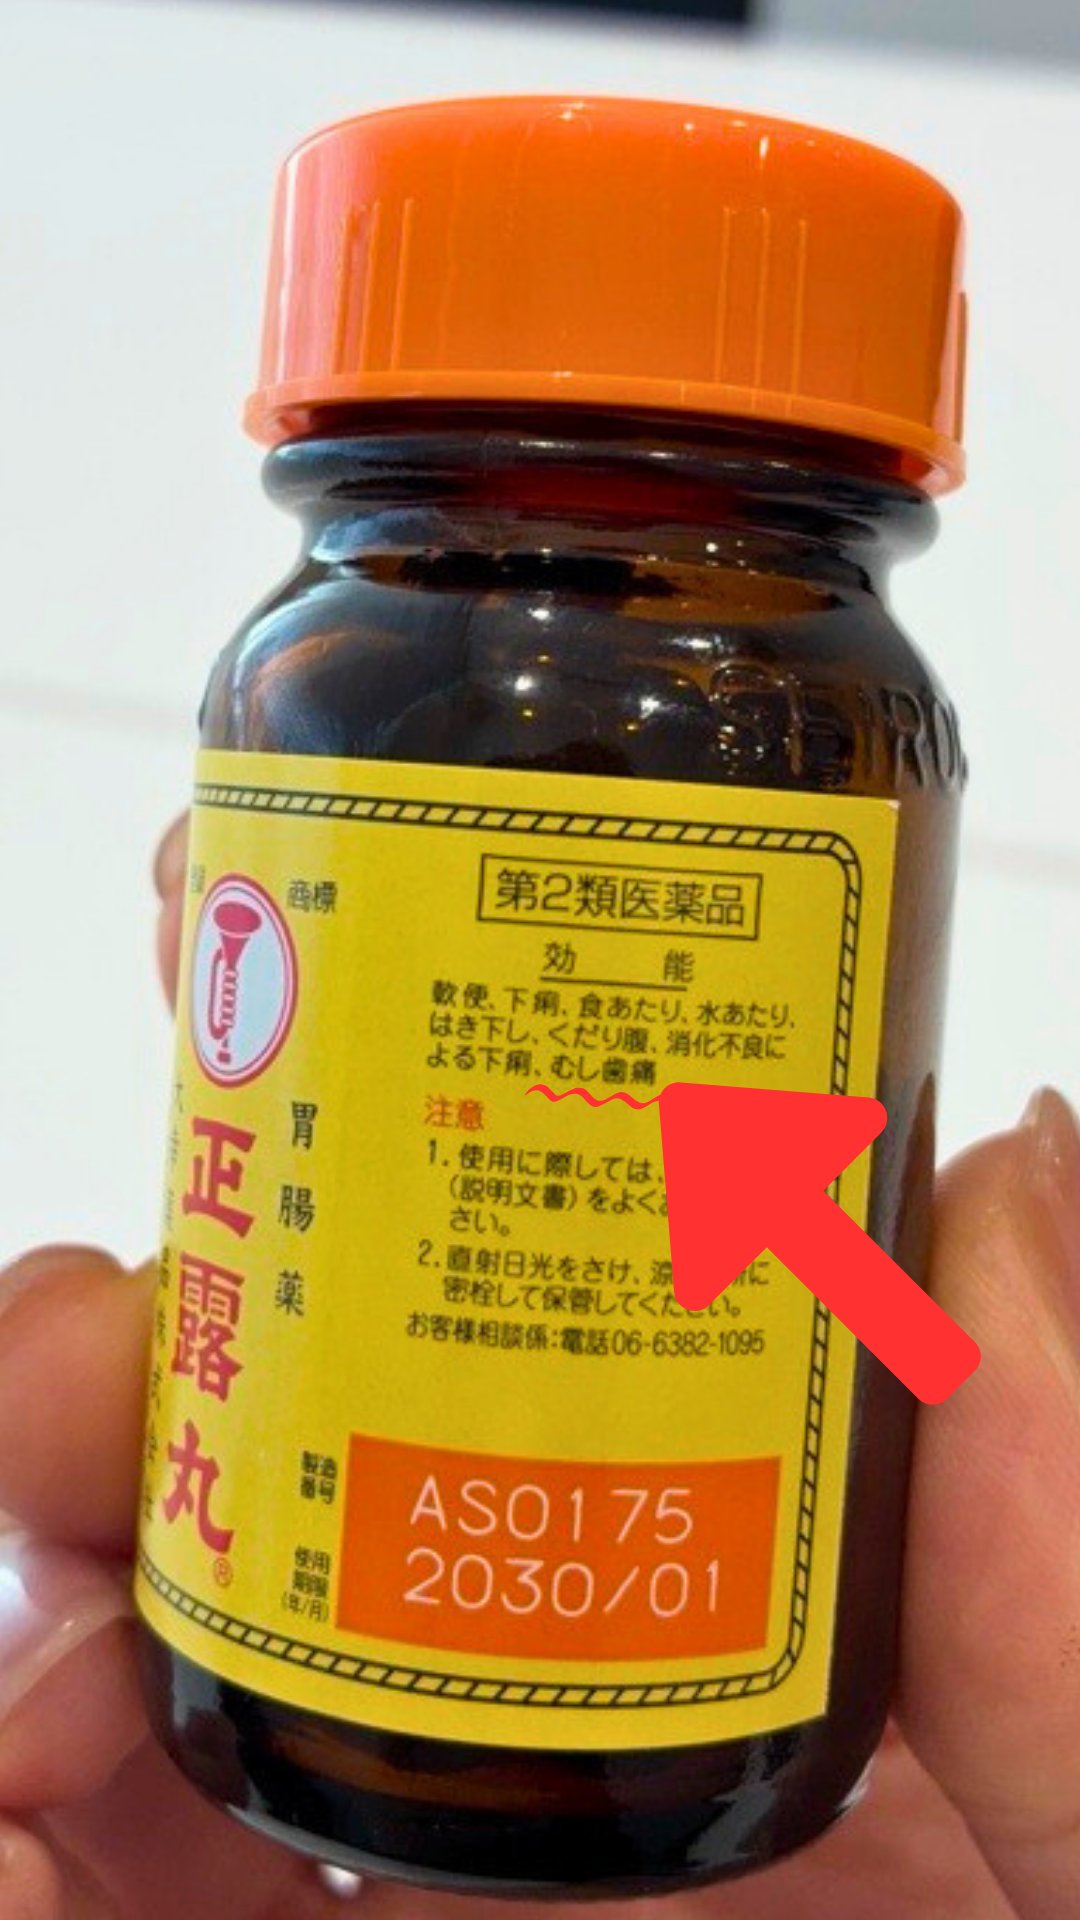 商標
胃腸薬
正露丸®
第2類医薬品
効能
軟便、下痢、食あたり、水あたり、
はき下し、くだり腹、消化不良に
よる下痢、むし歯痛
注意
1.使用に際しては、
(説明文書)をよく
さい。
2.直射日光をさけ、涼
密栓して保管してください。
お客様相談係:電話06-6382-1095
製造
番号
AS0175
使用
期限
(年/月)
2030/01